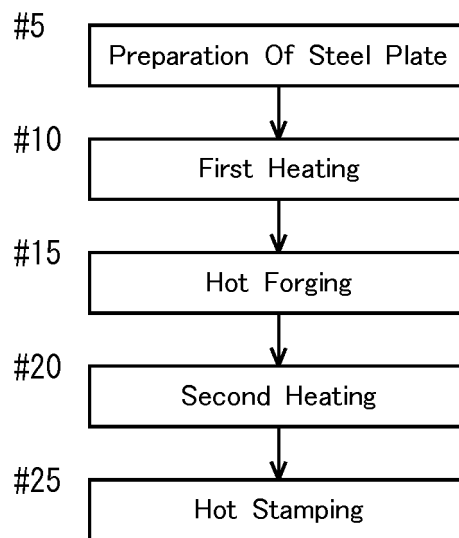 #5
Preparation Of Steel Plate
#10
First Heating
#15
Hot Forging
#20
Second Heating
#25
Hot Stamping